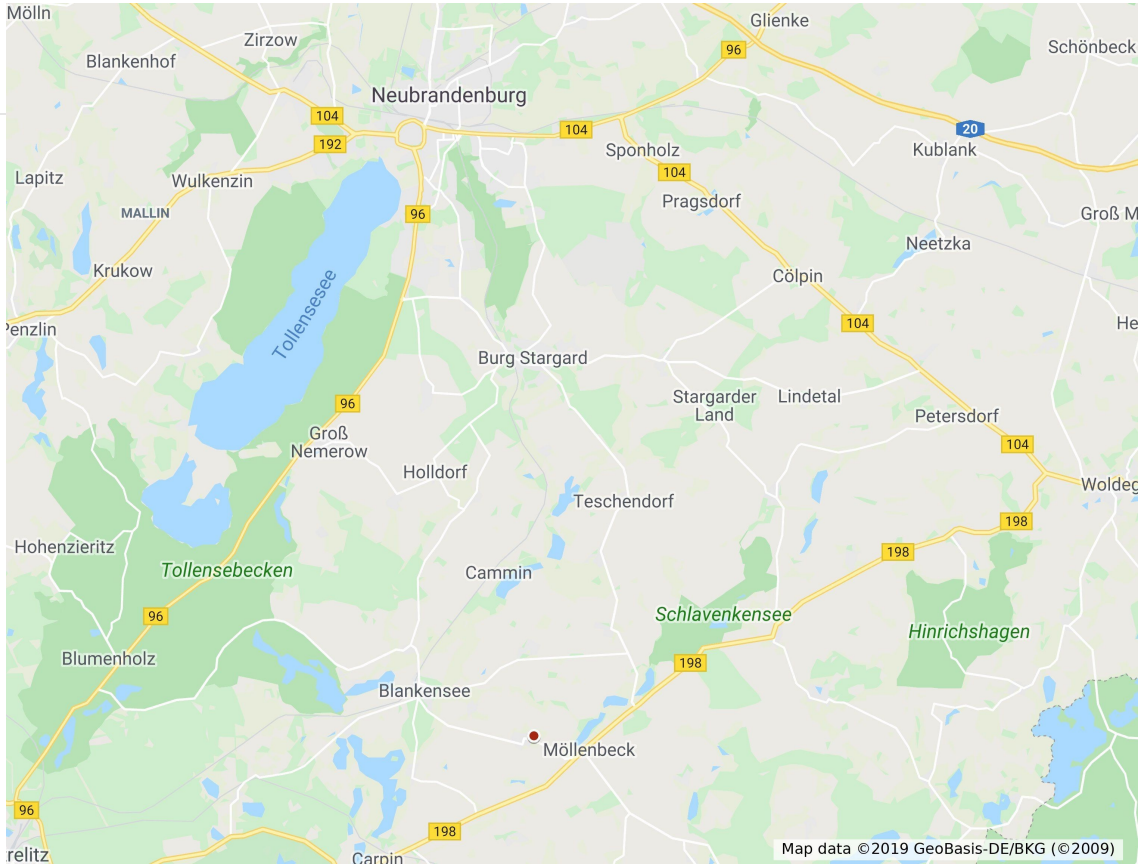 Mölln
Glienke
Zirzow
Schönbeck
96
Blankenhof
Neubrandenburg
104
104
20
192
Sponholz
Kublank
104
Lapitz
Wulkenzin
Pragsdorf
MALLIN
96
Groß M
Neetzka
Krukow
Cölpin
Tollensesee
Penzlin
104
He
Burg Stargard
Stargarder
Land
Lindetal
96
Petersdorf
Groß
Nemerow
104
Holldorf
Woldeg
Teschendorf
198
Hohenzieritz
198
Tollensebecken
Cammin
96
Schlavenkensee
Hinrichshagen
Blumenholz
198
Blankensee
Möllenbeck
96
198
Map data ©2019 GeoBasis-DE/BKG (©2009)
relitz
Carpin